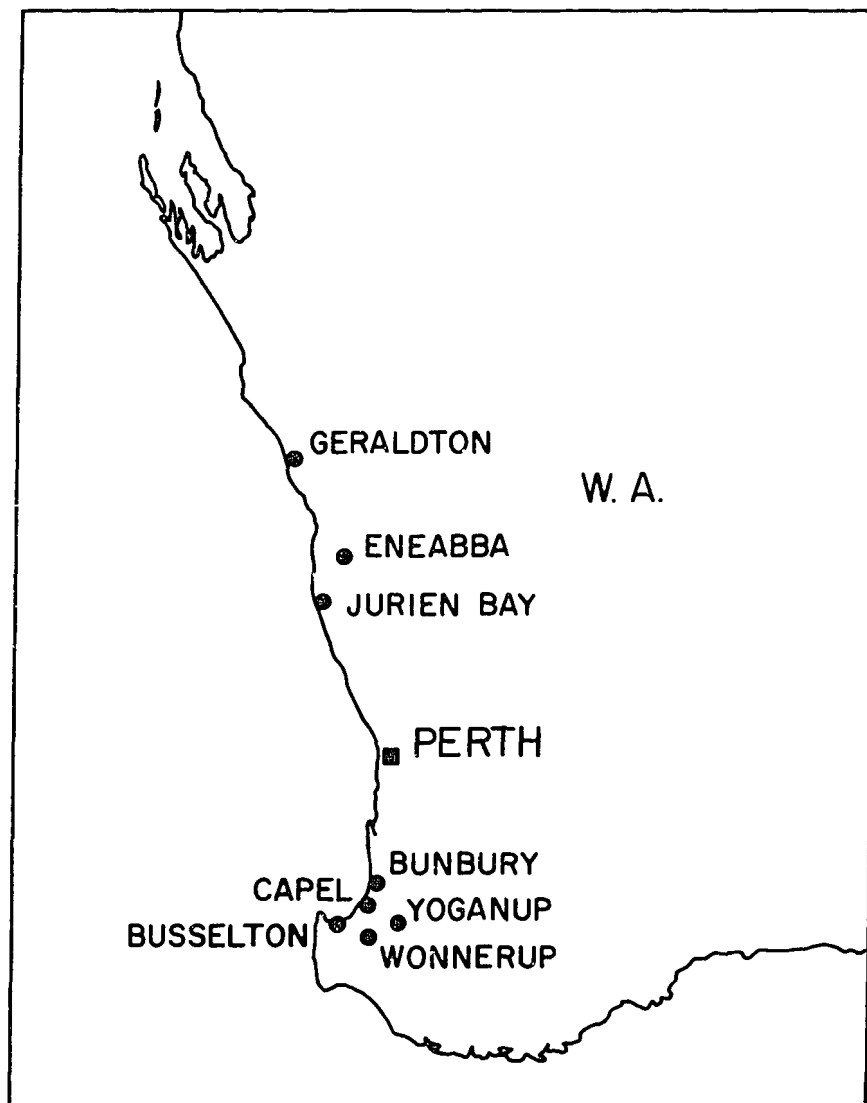 GERALDTON
W. A.
ENEABBA
JURIEN BAY
PERTH
BUNBURY
CAPEL
YOGANUP
BUSSELTON
WONNERUP